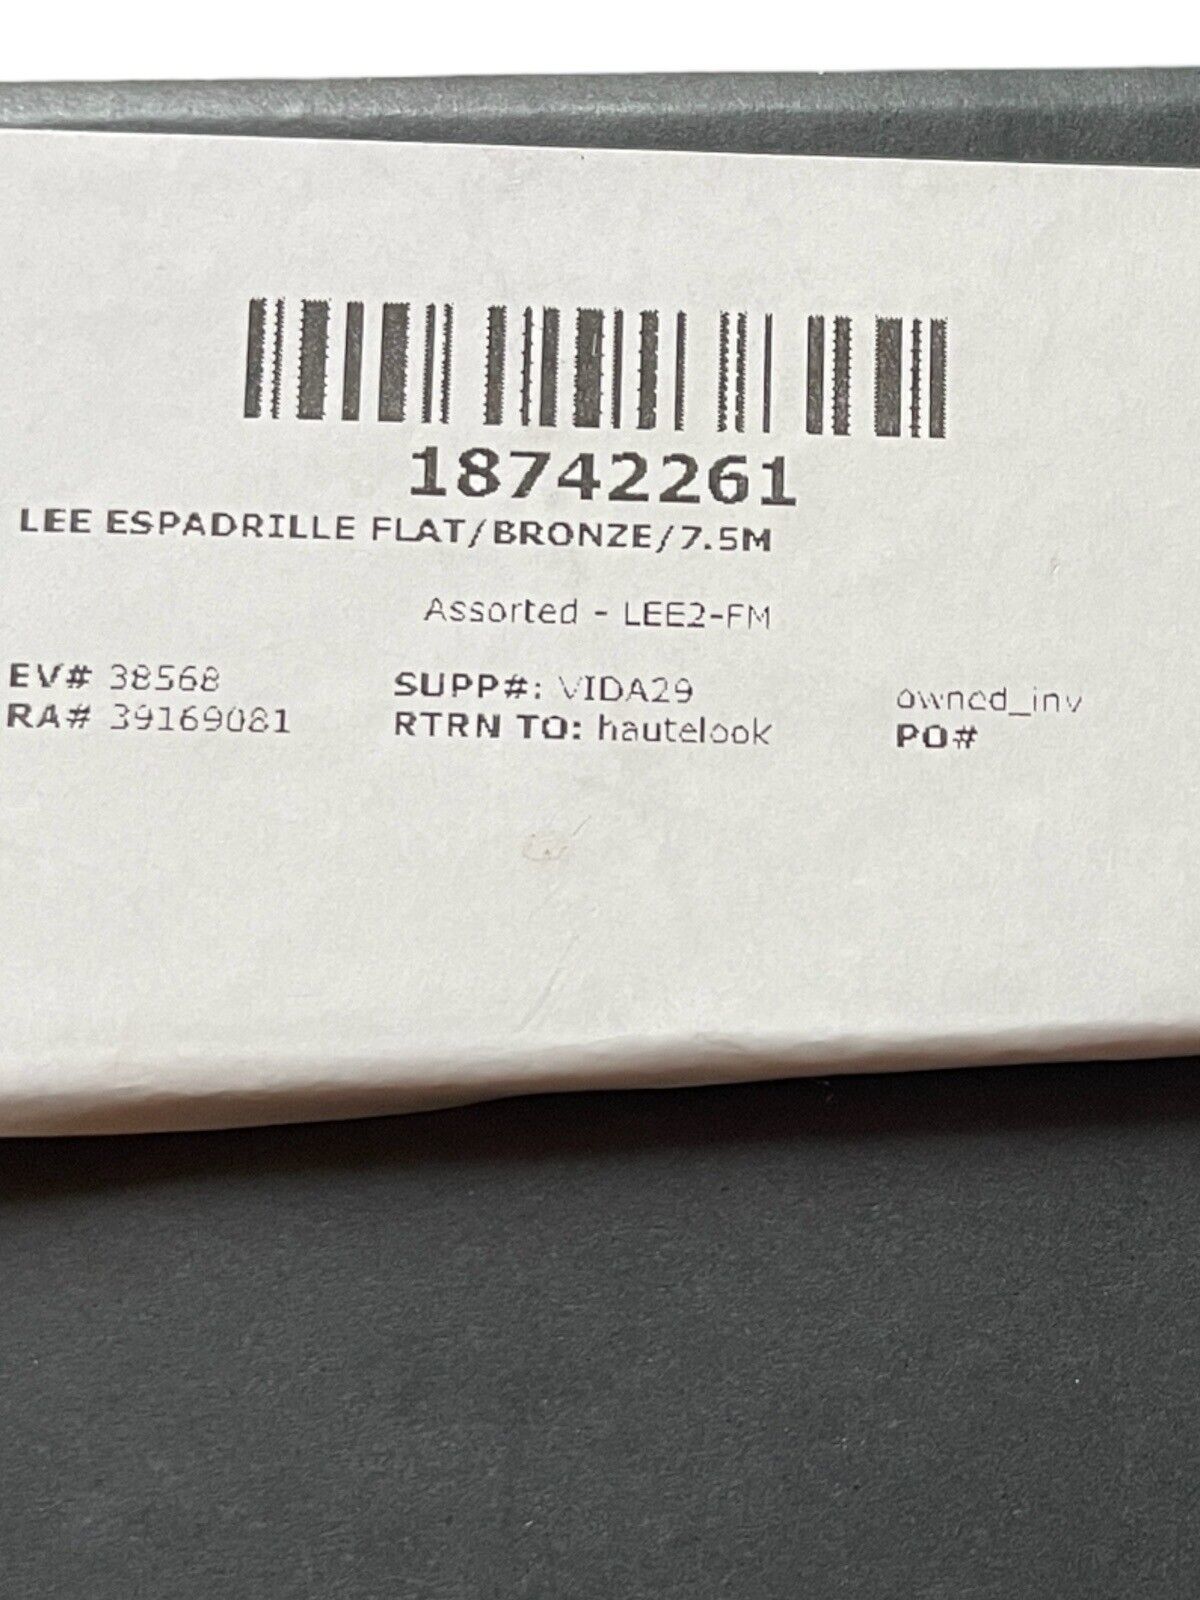 18742261
LEE ESPADRILLE FLAT/BRONZE/7.5M
Assorted - LEE2-FM
EV# 38568 SUPP#: VIDA29 owned_inv
RA# 39169081 RTRN TO: hautelook PO#